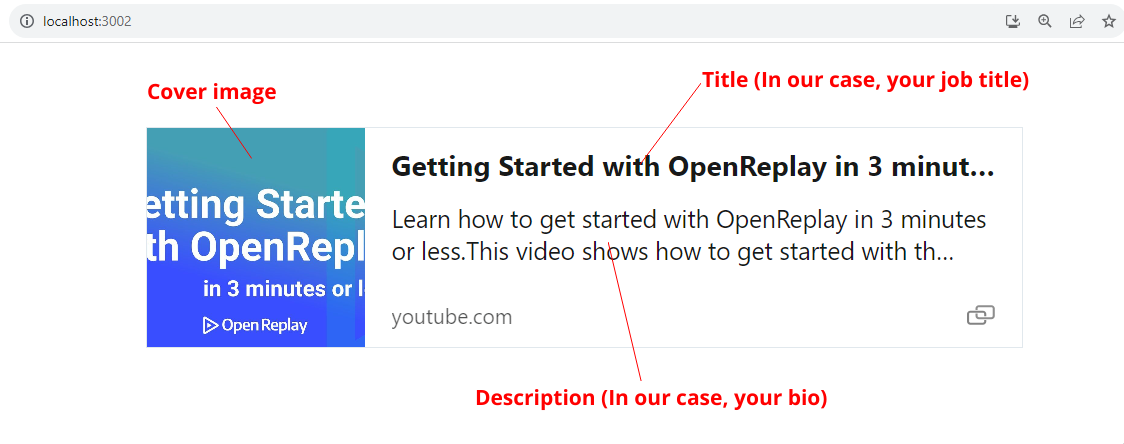 localhost:3002
Cover image
Title (In our case, your job title)
etting Starte
th OpenRepl
in 3 minutes or l
OpenReplay
Getting Started with OpenReplay in 3 minut...
Learn how to get started with OpenReplay in 3 minutes
or less.This video shows how to get started with th...
youtube.com
Description (In our case, your bio)